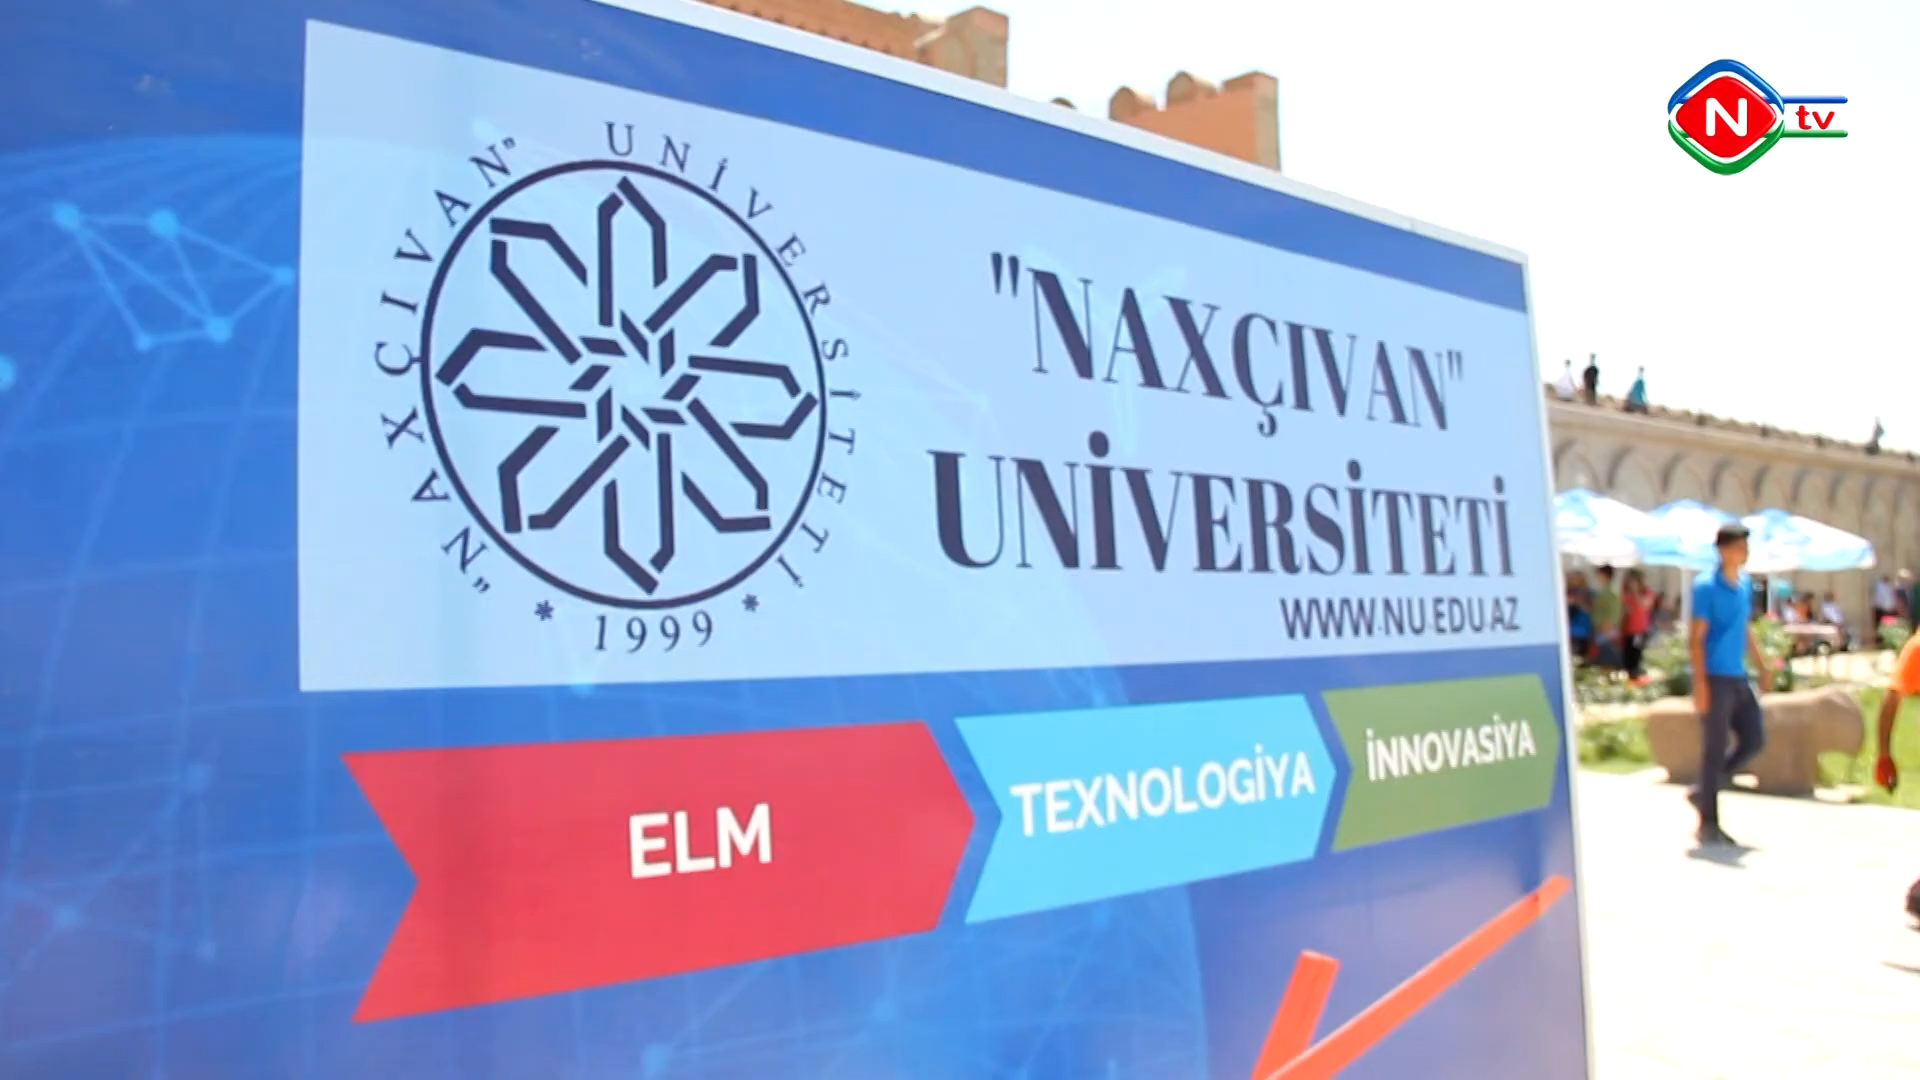 N tv
"NAXÇIVAN" UNİVERSİTETİ
* 1999 *
"NAXÇIVAN"
UNİVERSİTETİ
WWW.NU.EDU.AZ
ELM
TEXNOLOGİYA
İNNOVASİYA